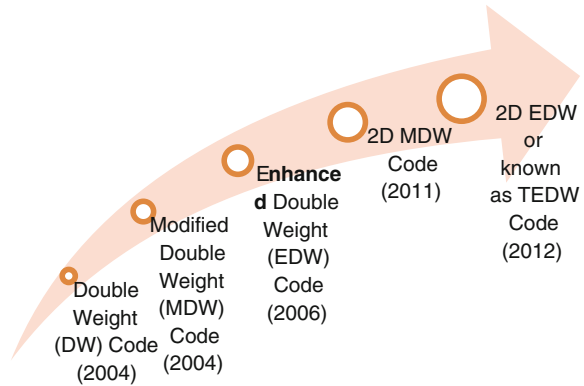 Double
Weight
(DW) Code
(2004)
Modified
Double
Weight
(MDW)
Code
(2004)
Enhance
d Double
Weight
(EDW)
Code
(2006)
2D MDW
Code
(2011)
2D EDW
or
known
as TEDW
Code
(2012)